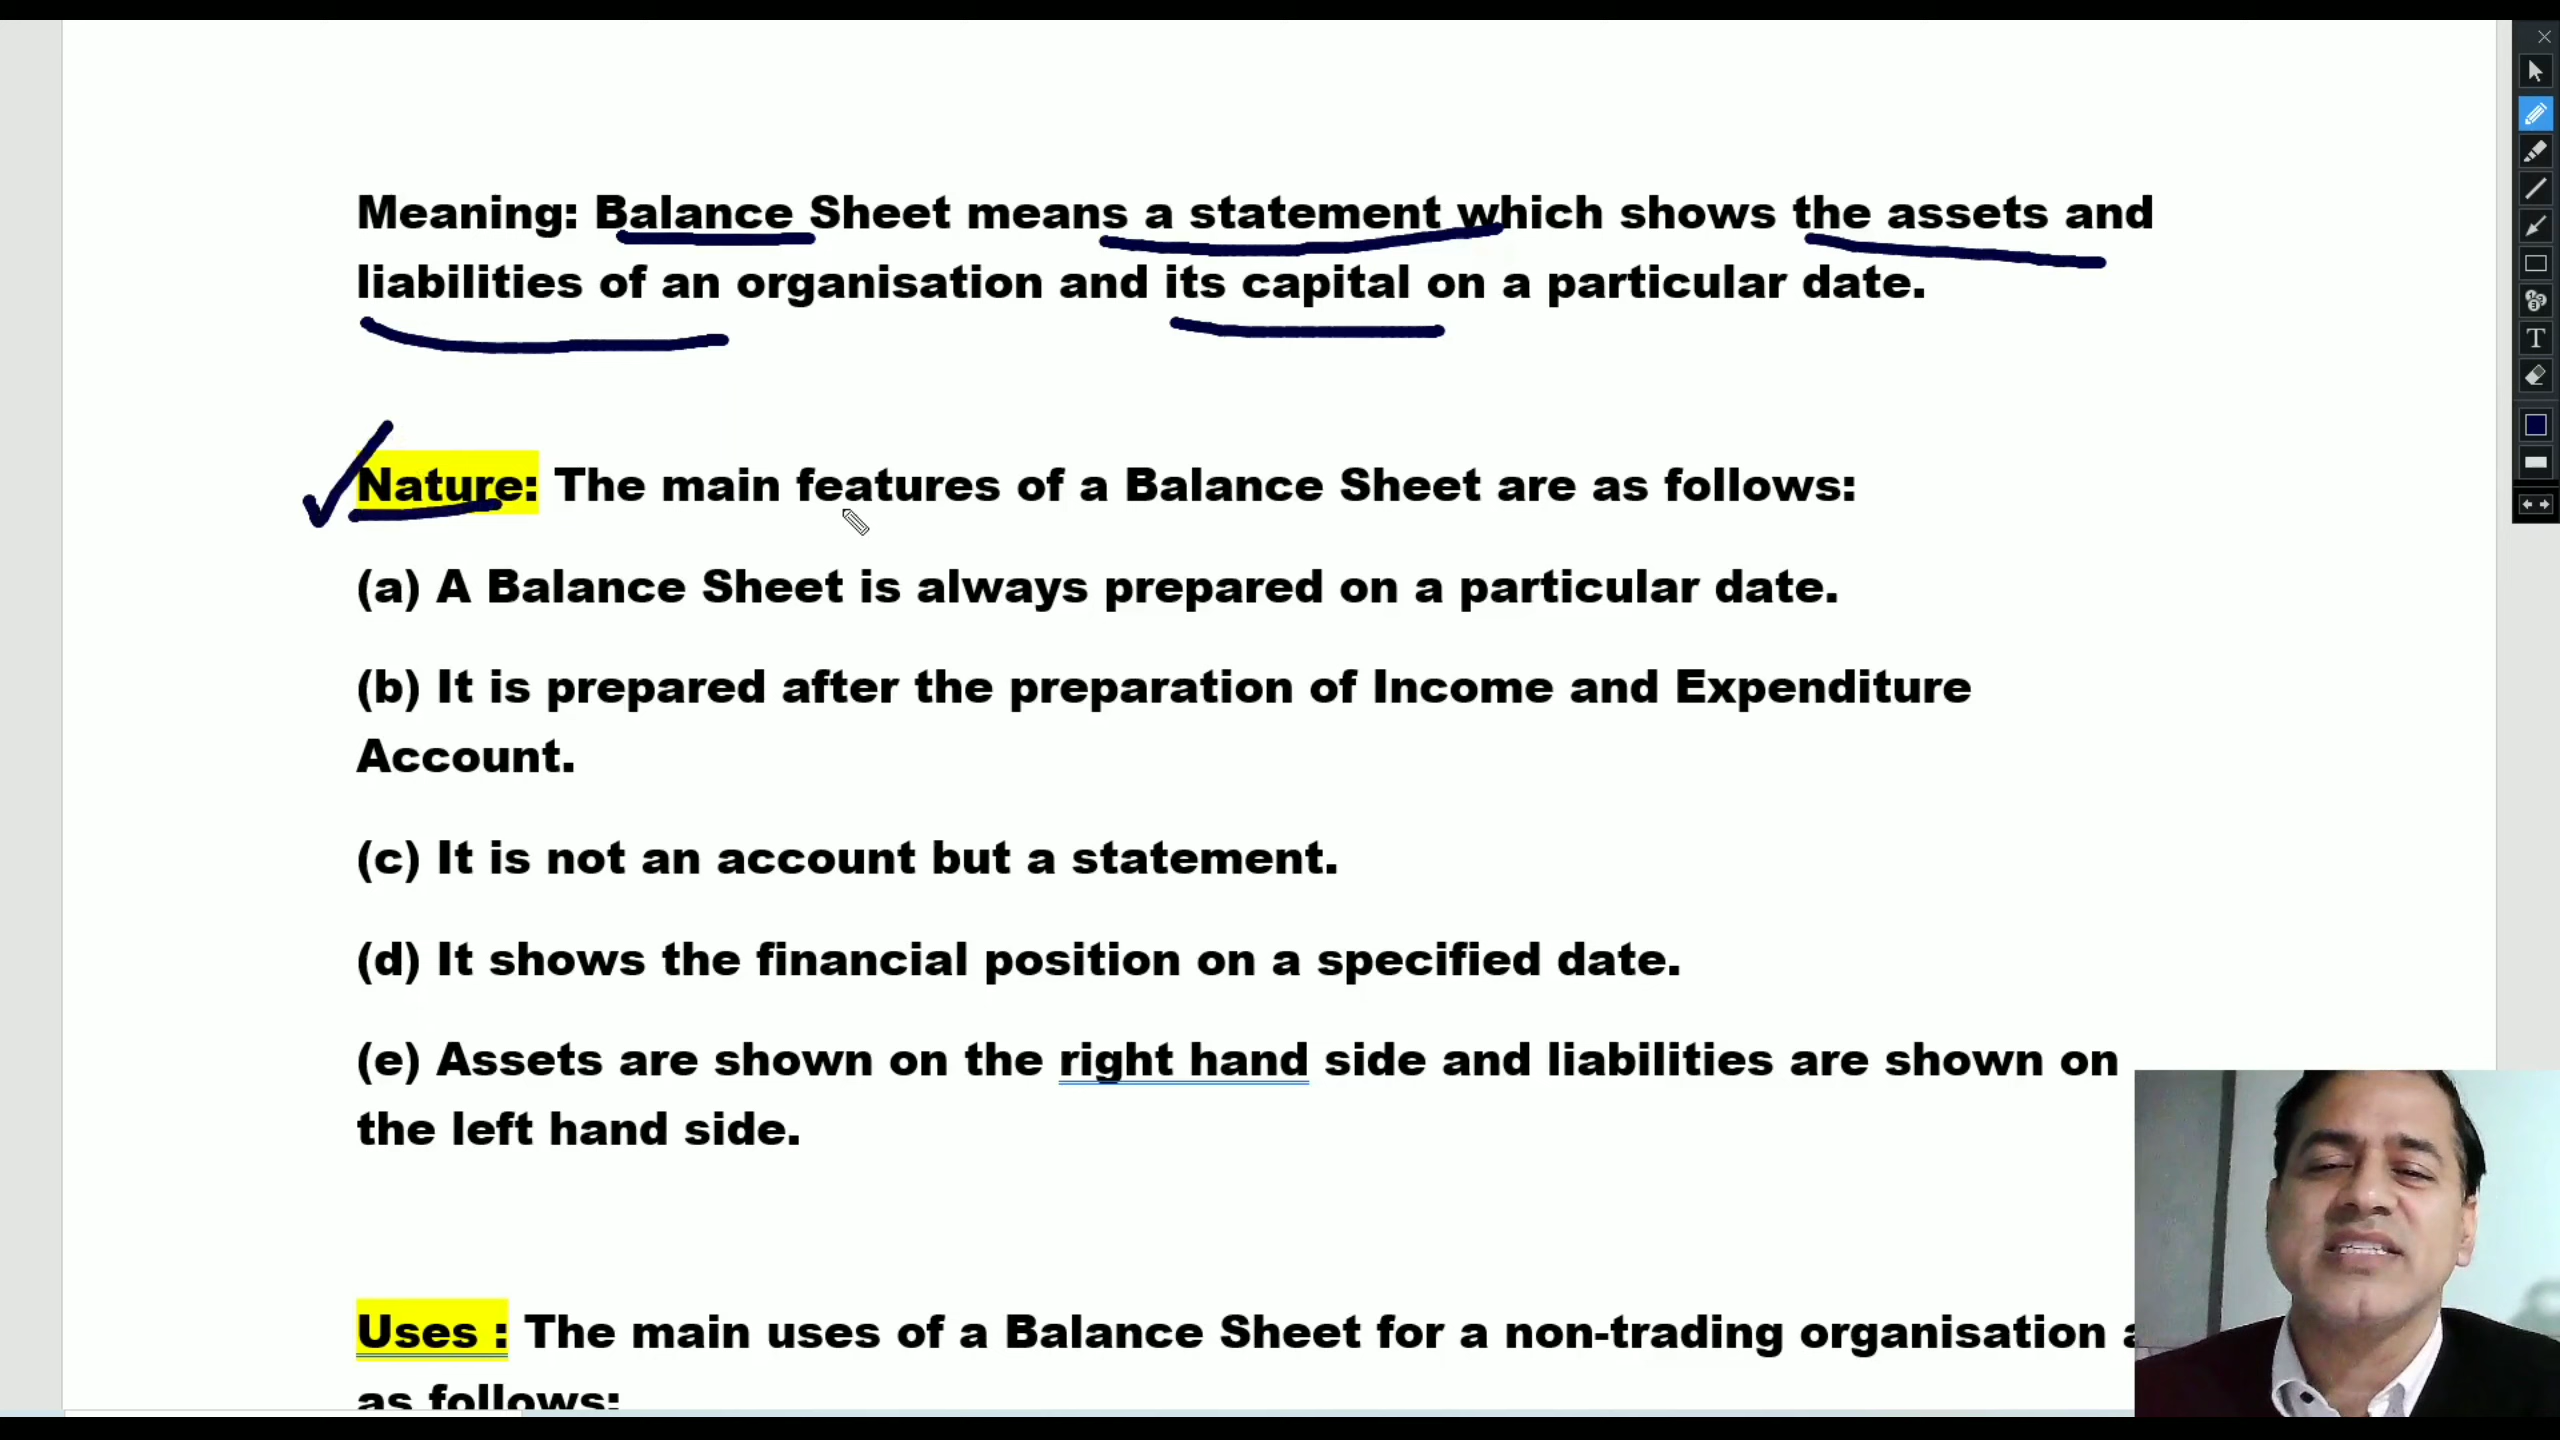 Meaning: Balance Sheet means a statement which shows the assets and
liabilities of an organisation and its capital on a particular date.
Nature: The main features of a Balance Sheet are as follows:
(a) A Balance Sheet is always prepared on a particular date.
(b) It is prepared after the preparation of Income and Expenditure
Account.
(c) It is not an account but a statement.
(d) It shows the financial position on a specified date.
(e) Assets are shown on the right hand side and liabilities are shown on
the left hand side.
Uses : The main uses of a Balance Sheet for a non-trading organisation
as follows: